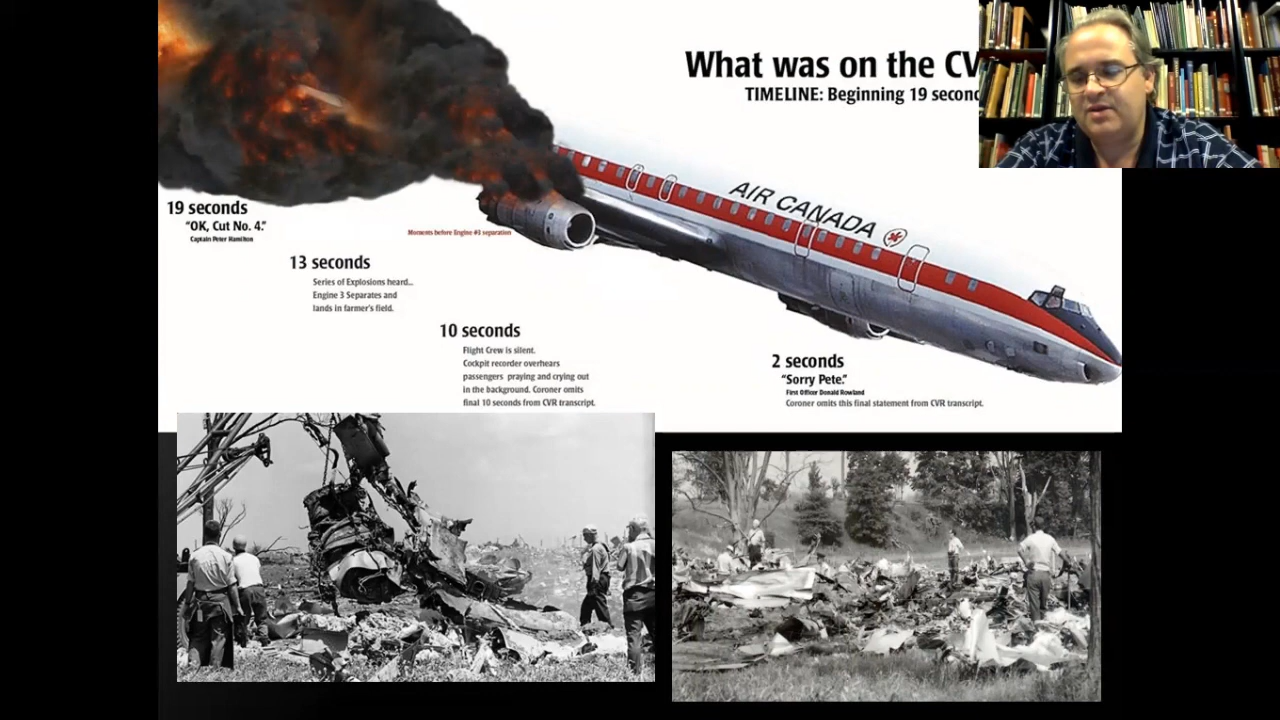 What was on the CV
TIMELINE: Beginning 19 secon
AIR CANADA
19 seconds
"OK, Cut No. 4."
Captain Peter Hamilton
Moments before Engine #3 separation
13 seconds
Series of Explosions heard...
Engine 3 Separates and
lands in farmer's field.
10 seconds
Flight Crew is silent.
Cockpit recorder overhears
passengers praying and crying out
in the background. Coroner omits
final 10 seconds from CVR transcript.
2 seconds
"Sorry Pete."
First Officer Donald Rowland
Coroner omits this final statement from CVR transcript.